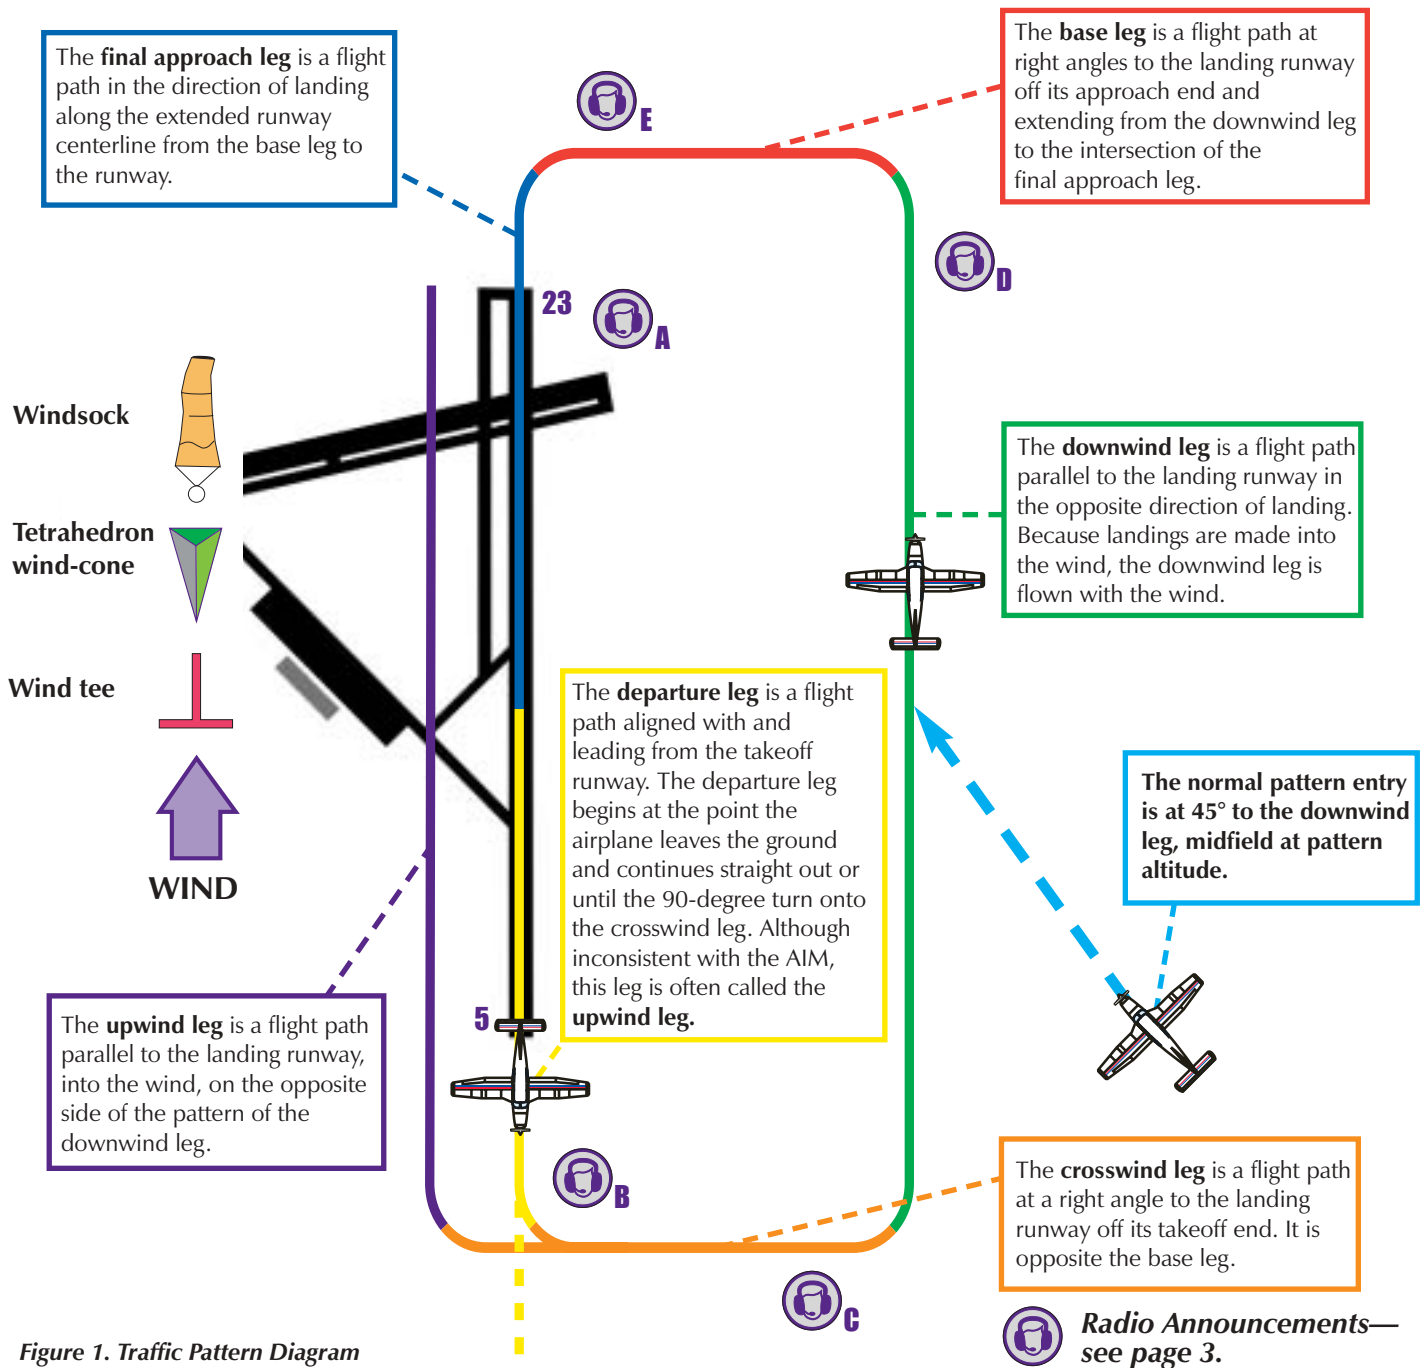 The final approach leg is a flight
path in the direction of landing
along the extended runway
centerline from the base leg to
the runway.
E
The base leg is a flight path at
right angles to the landing runway
off its approach end and
extending from the downwind leg
to the intersection of the
final approach leg.
D
23
A
Windsock
Tetrahedron
wind-cone
Wind tee
WIND
The downwind leg is a flight path
parallel to the landing runway in
the opposite direction of landing.
Because landings are made into
the wind, the downwind leg is
flown with the wind.
The departure leg is a flight
path aligned with and
leading from the takeoff
runway. The departure leg
begins at the point the
airplane leaves the ground
and continues straight out or
until the 90-degree turn onto
the crosswind leg. Although
inconsistent with the AIM,
this leg is often called the
upwind leg.
The normal pattern entry
is at 45° to the downwind
leg, midfield at pattern
altitude.
5
The upwind leg is a flight path
parallel to the landing runway,
into the wind, on the opposite
side of the pattern of the
downwind leg.
B
The crosswind leg is a flight path
at a right angle to the landing
runway off its takeoff end. It is
opposite the base leg.
C
Radio Announcements—
see page 3.
Figure 1. Traffic Pattern Diagram